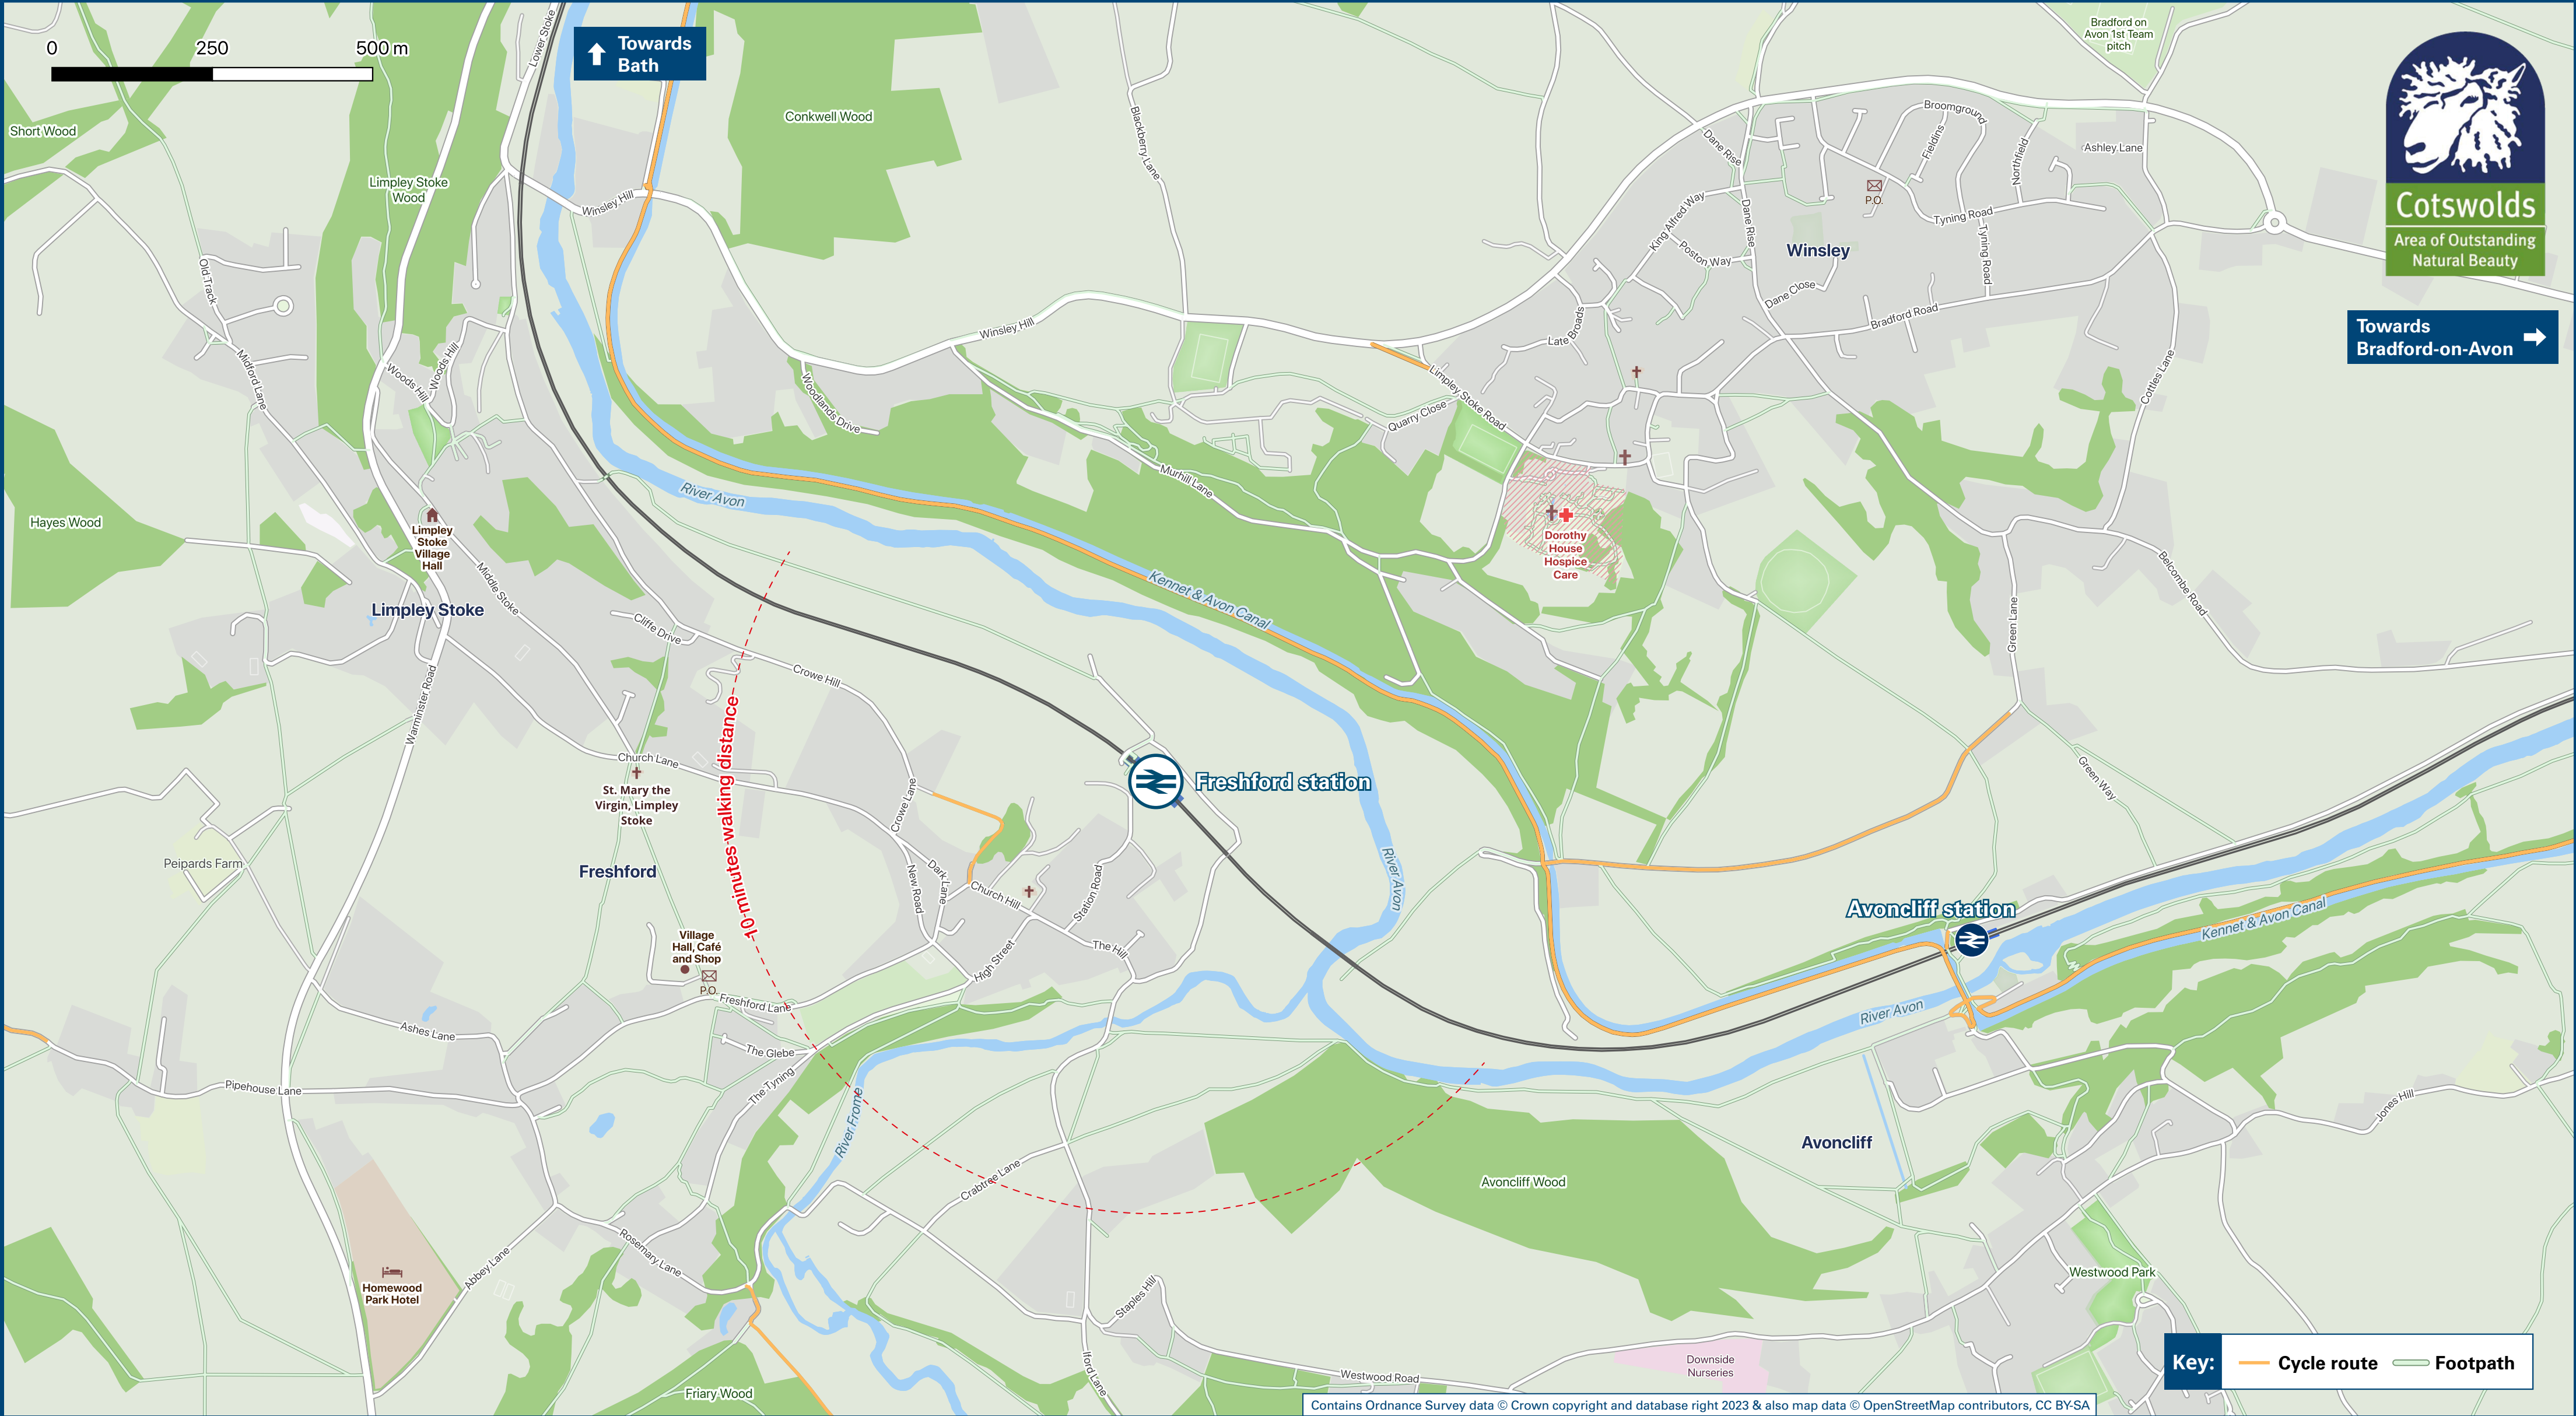 0 250 500 m
Towards
Bath
Lower Stoke
Short Wood
Conkwell Wood
Limpley Stoke
Wood
Winsley Hill
Blackberry Lane
Bradford on
Avon 1st Team
pitch
Cotswolds
Area of Outstanding
Natural Beauty
Towards
Bradford-on-Avon
Broomground
Dane Rise
Fieldins
Northfield
Ashley Lane
P.O.
King Alfred Way
Dane Rise
Tyning Road
Tyning Road
Poston Way
Winsley
Dane Close
Bradford Road
Late Broads
Winsley Hill
Old Track
Midford Lane
Woods Hill
Woods Hill
Woodlands Drive
Limpley Stoke Road
Quarry Close
Cottles Lane
Murhill Lane
River Avon
Hayes Wood
Limpley
Stoke
Village
Hall
Dorothy
House
Hospice
Care
Middle Stoke
Limpley Stoke
Kennet & Avon Canal
Belcombe Road
Green Lane
Cliffe Drive
Crowe Hill
Warminster Road
10 minutes walking distance
Church Lane
St. Mary the
Virgin, Limpley
Stoke
Freshford station
Green Way
Crowe Lane
Peipards Farm
Freshford
Dark Lane
New Road
Church Hill
Station Road
River Avon
Avoncliff station
Kennet & Avon Canal
Village
Hall, Café
and Shop
P.O.
High Street
The Hill
Freshford Lane
River Avon
Ashes Lane
The Glebe
The Tyning
Pipehouse Lane
River Frome
Jones Hill
Avoncliff
Crabtree Lane
Avoncliff Wood
Rosemary Lane
Abbey Lane
Homewood
Park Hotel
Westwood Park
Staples Hill
Iford Lane
Westwood Road
Downside
Nurseries
Friary Wood
Key:
Cycle route
Footpath
Contains Ordnance Survey data © Crown copyright and database right 2023 & also map data © OpenStreetMap contributors, CC BY-SA